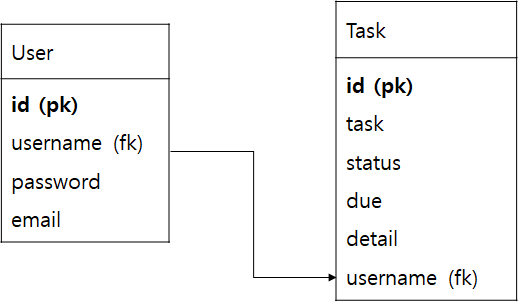 User
id (pk)
username (fk)
password
email
Task
id (pk)
task
status
due
detail
username (fk)